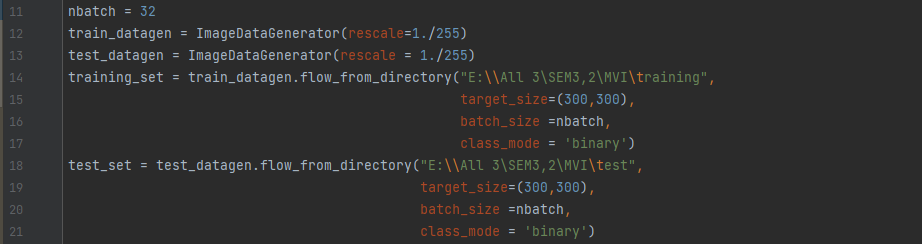 11 nbatch = 32
12 train_datagen = ImageDataGenerator(rescale=1./255)
13 test_datagen = ImageDataGenerator(rescale = 1./255)
14 training_set = train_datagen.flow_from_directory("E:\\All 3\SEM3,2\MVI\training",
15 target_size=(300,300),
16 batch_size =nbatch,
17 class_mode = 'binary')
18 test_set = test_datagen.flow_from_directory("E:\\All 3\SEM3,2\MVI\test",
19 target_size=(300,300),
20 batch_size =nbatch,
21 class_mode = 'binary')